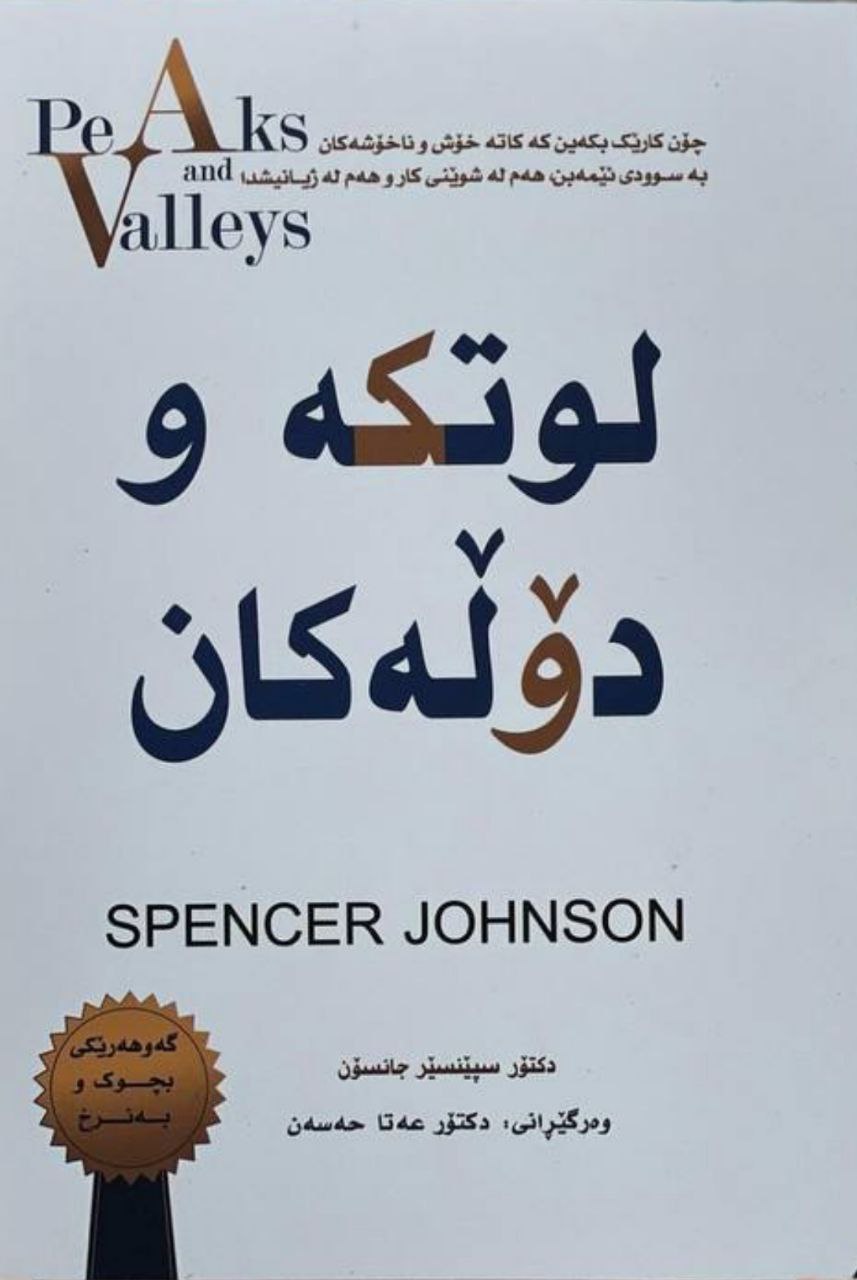 PeAks
and
Valleys
چۆن کارێک بکەین کە کاتە خۆش و ناخۆشەکان
بە سوودی ئێمەبن، هەم لە شوێنی کار و هەم لە ژیانیشدا
لوتکە و
دۆڵەکان
SPENCER JOHNSON
دکتۆر سپێنسێر جانسۆن
وەرگێڕانی: دکتۆر عەتا حەسەن
گەوهەرێکی
بچوک و
بەنرخ